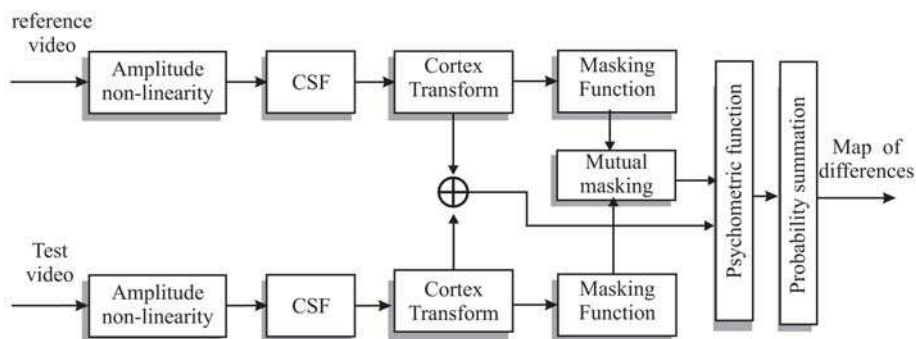 reference
video
Amplitude
non-linearity
CSF
Cortex
Transform
Masking
Function
Mutual
masking
Psychometric function
Probability summation
Map of
differences
Test
video
Amplitude
non-linearity
CSF
Cortex
Transform
Masking
Function